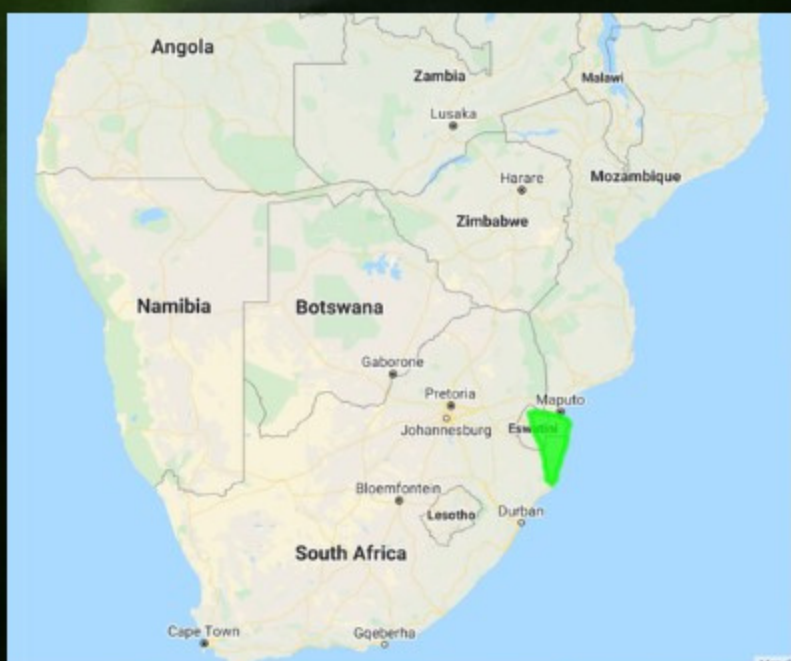 Angola
Zambia
Malawi
Lusaka
Mozambique
Harare
Zimbabwe
Namibia
Botswana
Gaborone
Pretoria
Maputo
Johannesburg
Bloemfontein
Lesotho
Durban
South Africa
Cape Town
Gqeberha